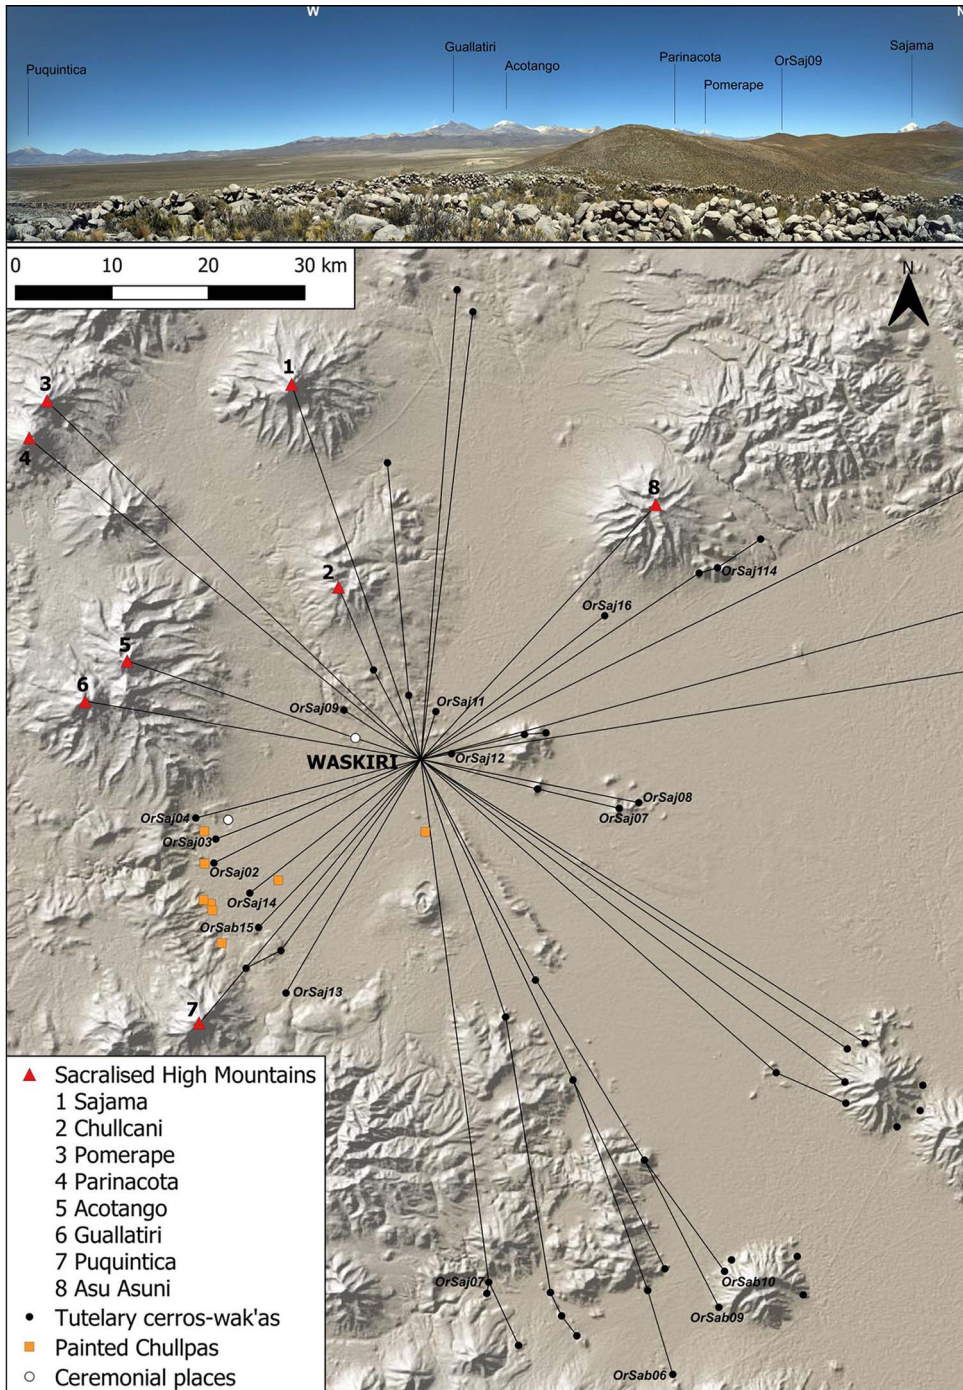 W
N
Puquintica
Guallatiri
Acotango
Parinacota
Pomerape
OrSaj09
Sajama
0 10 20 30 km
N
1
3
4
8
2
OrSaj114
OrSaj16
5
6
OrSaj09
OrSaj11
WASKIRI
OrSaj12
OrSaj08
OrSaj07
OrSaj04
OrSaj03
OrSaj02
OrSaj14
OrSab15
OrSaj13
7
Sacralised High Mountains
1 Sajama
2 Chullcani
3 Pomerape
4 Parinacota
5 Acotango
6 Guallatiri
7 Puquintica
8 Asu Asuni
Tutelary cerros-wak'as
Painted Chullpas
Ceremonial places
OrSaj07
OrSab10
OrSab09
OrSab06